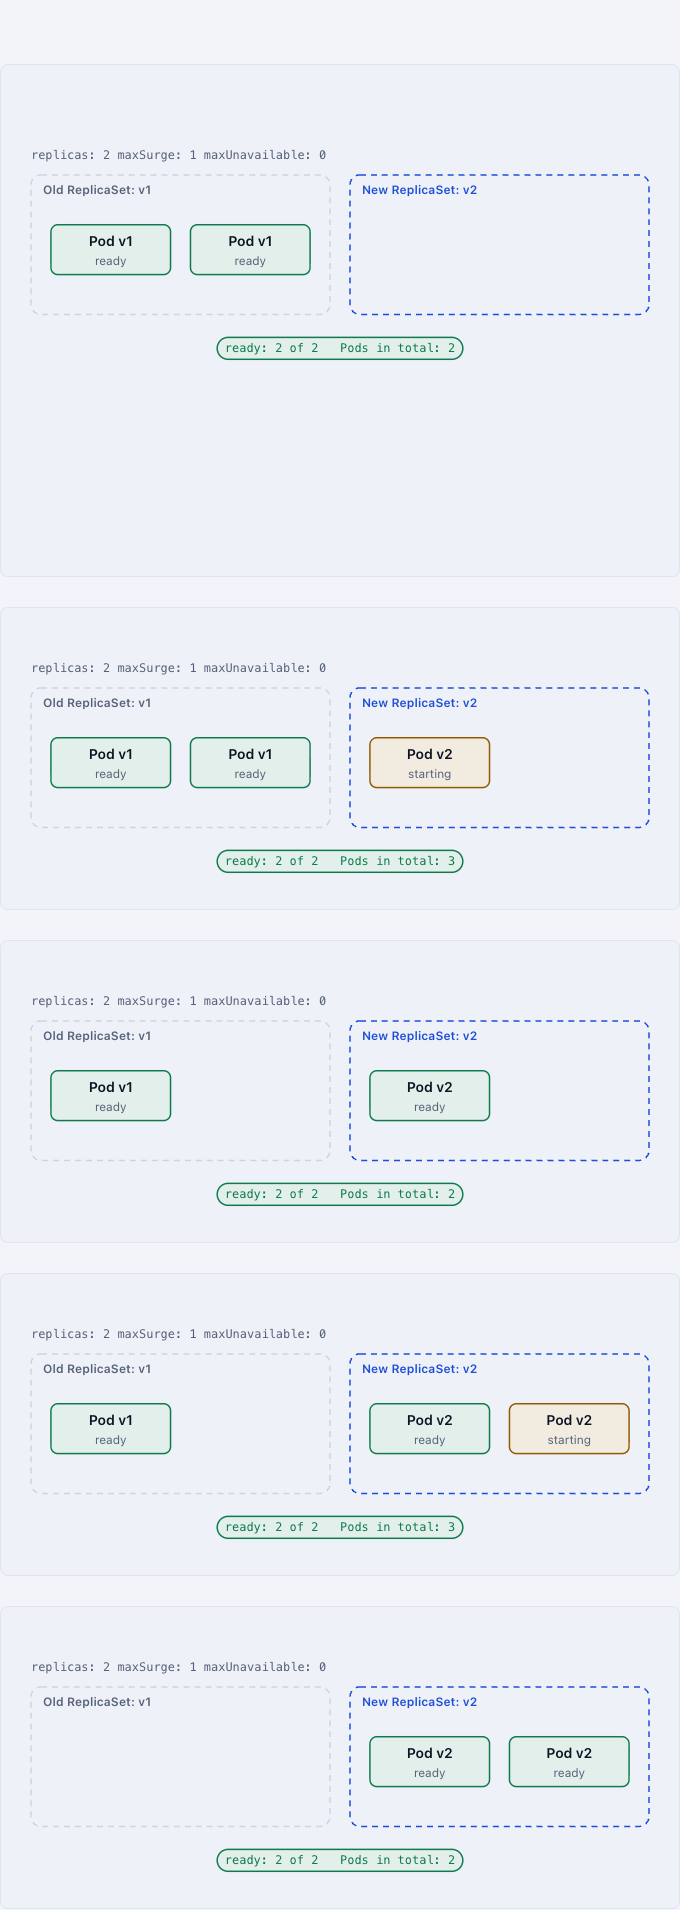 replicas: 2 maxSurge: 1 maxUnavailable: 0
Old ReplicaSet: v1
New ReplicaSet: v2
Pod v1
ready
Pod v1
ready
ready: 2 of 2   Pods in total: 2
replicas: 2 maxSurge: 1 maxUnavailable: 0
Old ReplicaSet: v1
New ReplicaSet: v2
Pod v1
ready
Pod v1
ready
Pod v2
starting
ready: 2 of 2   Pods in total: 3
replicas: 2 maxSurge: 1 maxUnavailable: 0
Old ReplicaSet: v1
New ReplicaSet: v2
Pod v1
ready
Pod v2
ready
ready: 2 of 2   Pods in total: 2
replicas: 2 maxSurge: 1 maxUnavailable: 0
Old ReplicaSet: v1
New ReplicaSet: v2
Pod v1
ready
Pod v2
ready
Pod v2
starting
ready: 2 of 2   Pods in total: 3
replicas: 2 maxSurge: 1 maxUnavailable: 0
Old ReplicaSet: v1
New ReplicaSet: v2
Pod v2
ready
Pod v2
ready
ready: 2 of 2   Pods in total: 2